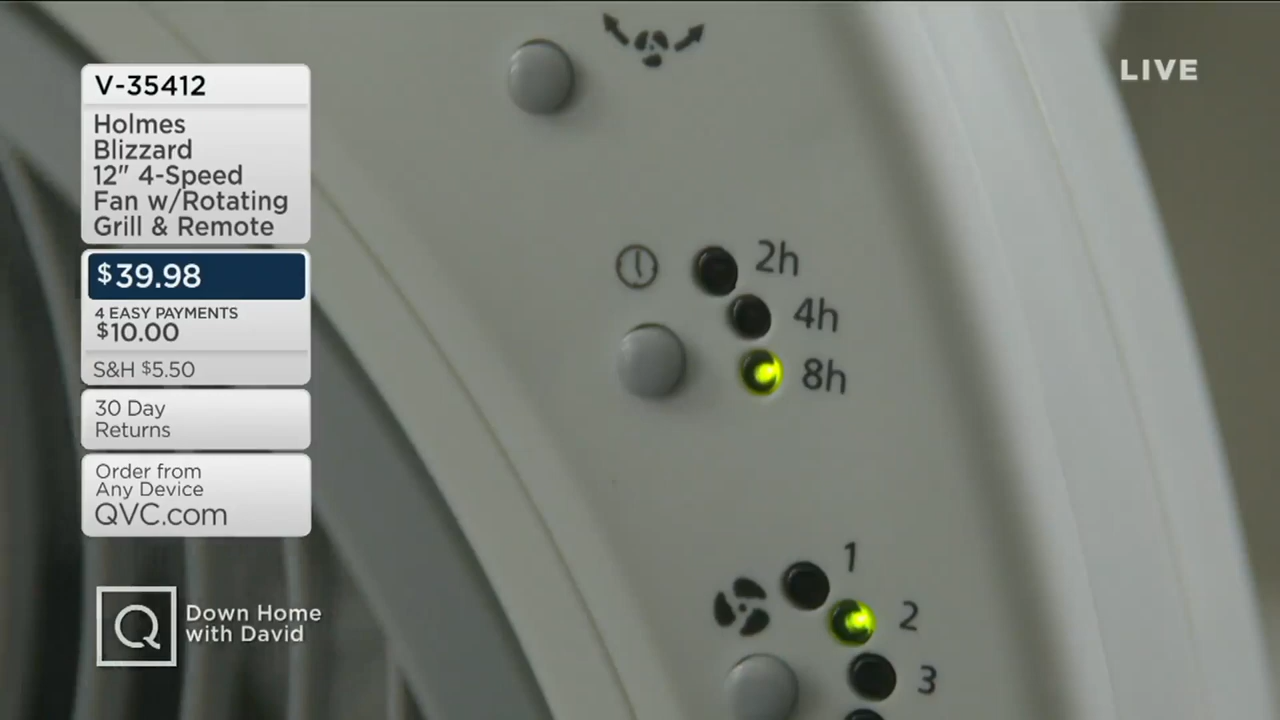 V-35412
Holmes
Blizzard
12" 4-Speed
Fan w/Rotating
Grill & Remote
$39.98
4 EASY PAYMENTS
$10.00
S&H $5.50
30 Day
Returns
Order from
Any Device
QVC.com
Q
Down Home
with David
LIVE
2h
4h
8h
1
2
3